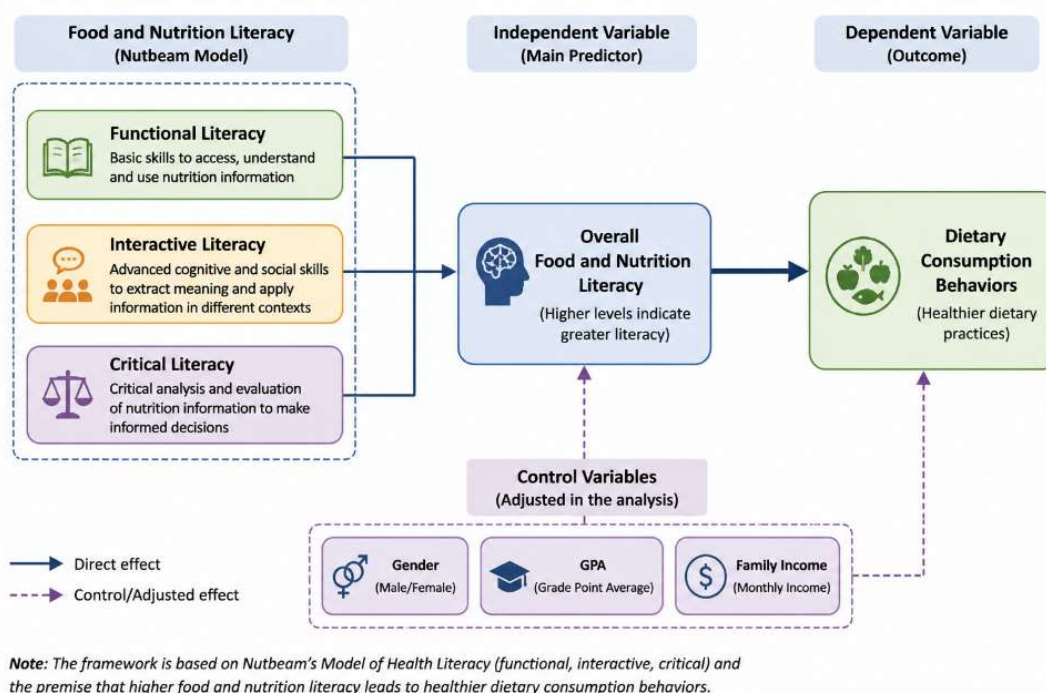 Food and Nutrition Literacy
(Nutbeam Model)
Independent Variable
(Main Predictor)
Dependent Variable
(Outcome)
Functional Literacy
Basic skills to access, understand
and use nutrition information
Interactive Literacy
Advanced cognitive and social skills
to extract meaning and apply
information in different contexts
Critical Literacy
Critical analysis and evaluation
of nutrition information to make
informed decisions
Overall
Food and Nutrition
Literacy
(Higher levels indicate
greater literacy)
Dietary
Consumption
Behaviors
(Healthier dietary
practices)
Control Variables
(Adjusted in the analysis)
Gender
(Male/Female)
GPA
(Grade Point Average)
$
Family Income
(Monthly Income)
Direct effect
Control/Adjusted effect
Note: The framework is based on Nutbeam's Model of Health Literacy (functional, interactive, critical) and
the premise that higher food and nutrition literacy leads to healthier dietary consumption behaviors.